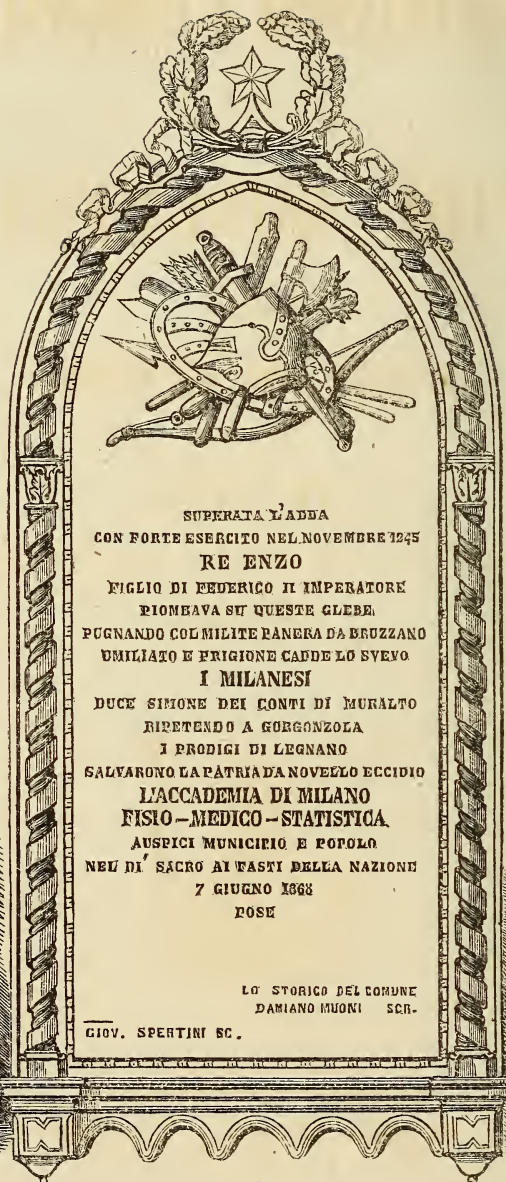 SUPERATA L'ADDA
CON FORTE ESERCITO NEL NOVEMBRE 1245
RE ENZO
FIGLIO DI FEDERICO II IMPERATORE
PIOMBAVA SU QUESTE GLEBE
PUGNANDO COL MILITE PANERA DA BRUZZANO
UMILIATO E PRIGIONE CADDE LO SVEVO
I MILANESI
DUCE SIMONE DEI CONTI DI MURALTO
RIPETENDO A GORGONZOLA
I PRODIGI DI LEGNANO
SALVARONO LA PATRIA DA NOVELLO ECCIDIO
L'ACCADEMIA DI MILANO
FISIO-MEDICO-STATISTICA
AUSPICI MUNICIPIO E POPOLO
NEL DI' SACRO AI FASTI DELLA NAZIONE
7 GIUGNO 1868
POSE
LO STORICO DEL COMUNE
DAMIANO MUONI SCR.
GIOV. SPERTINI SC.